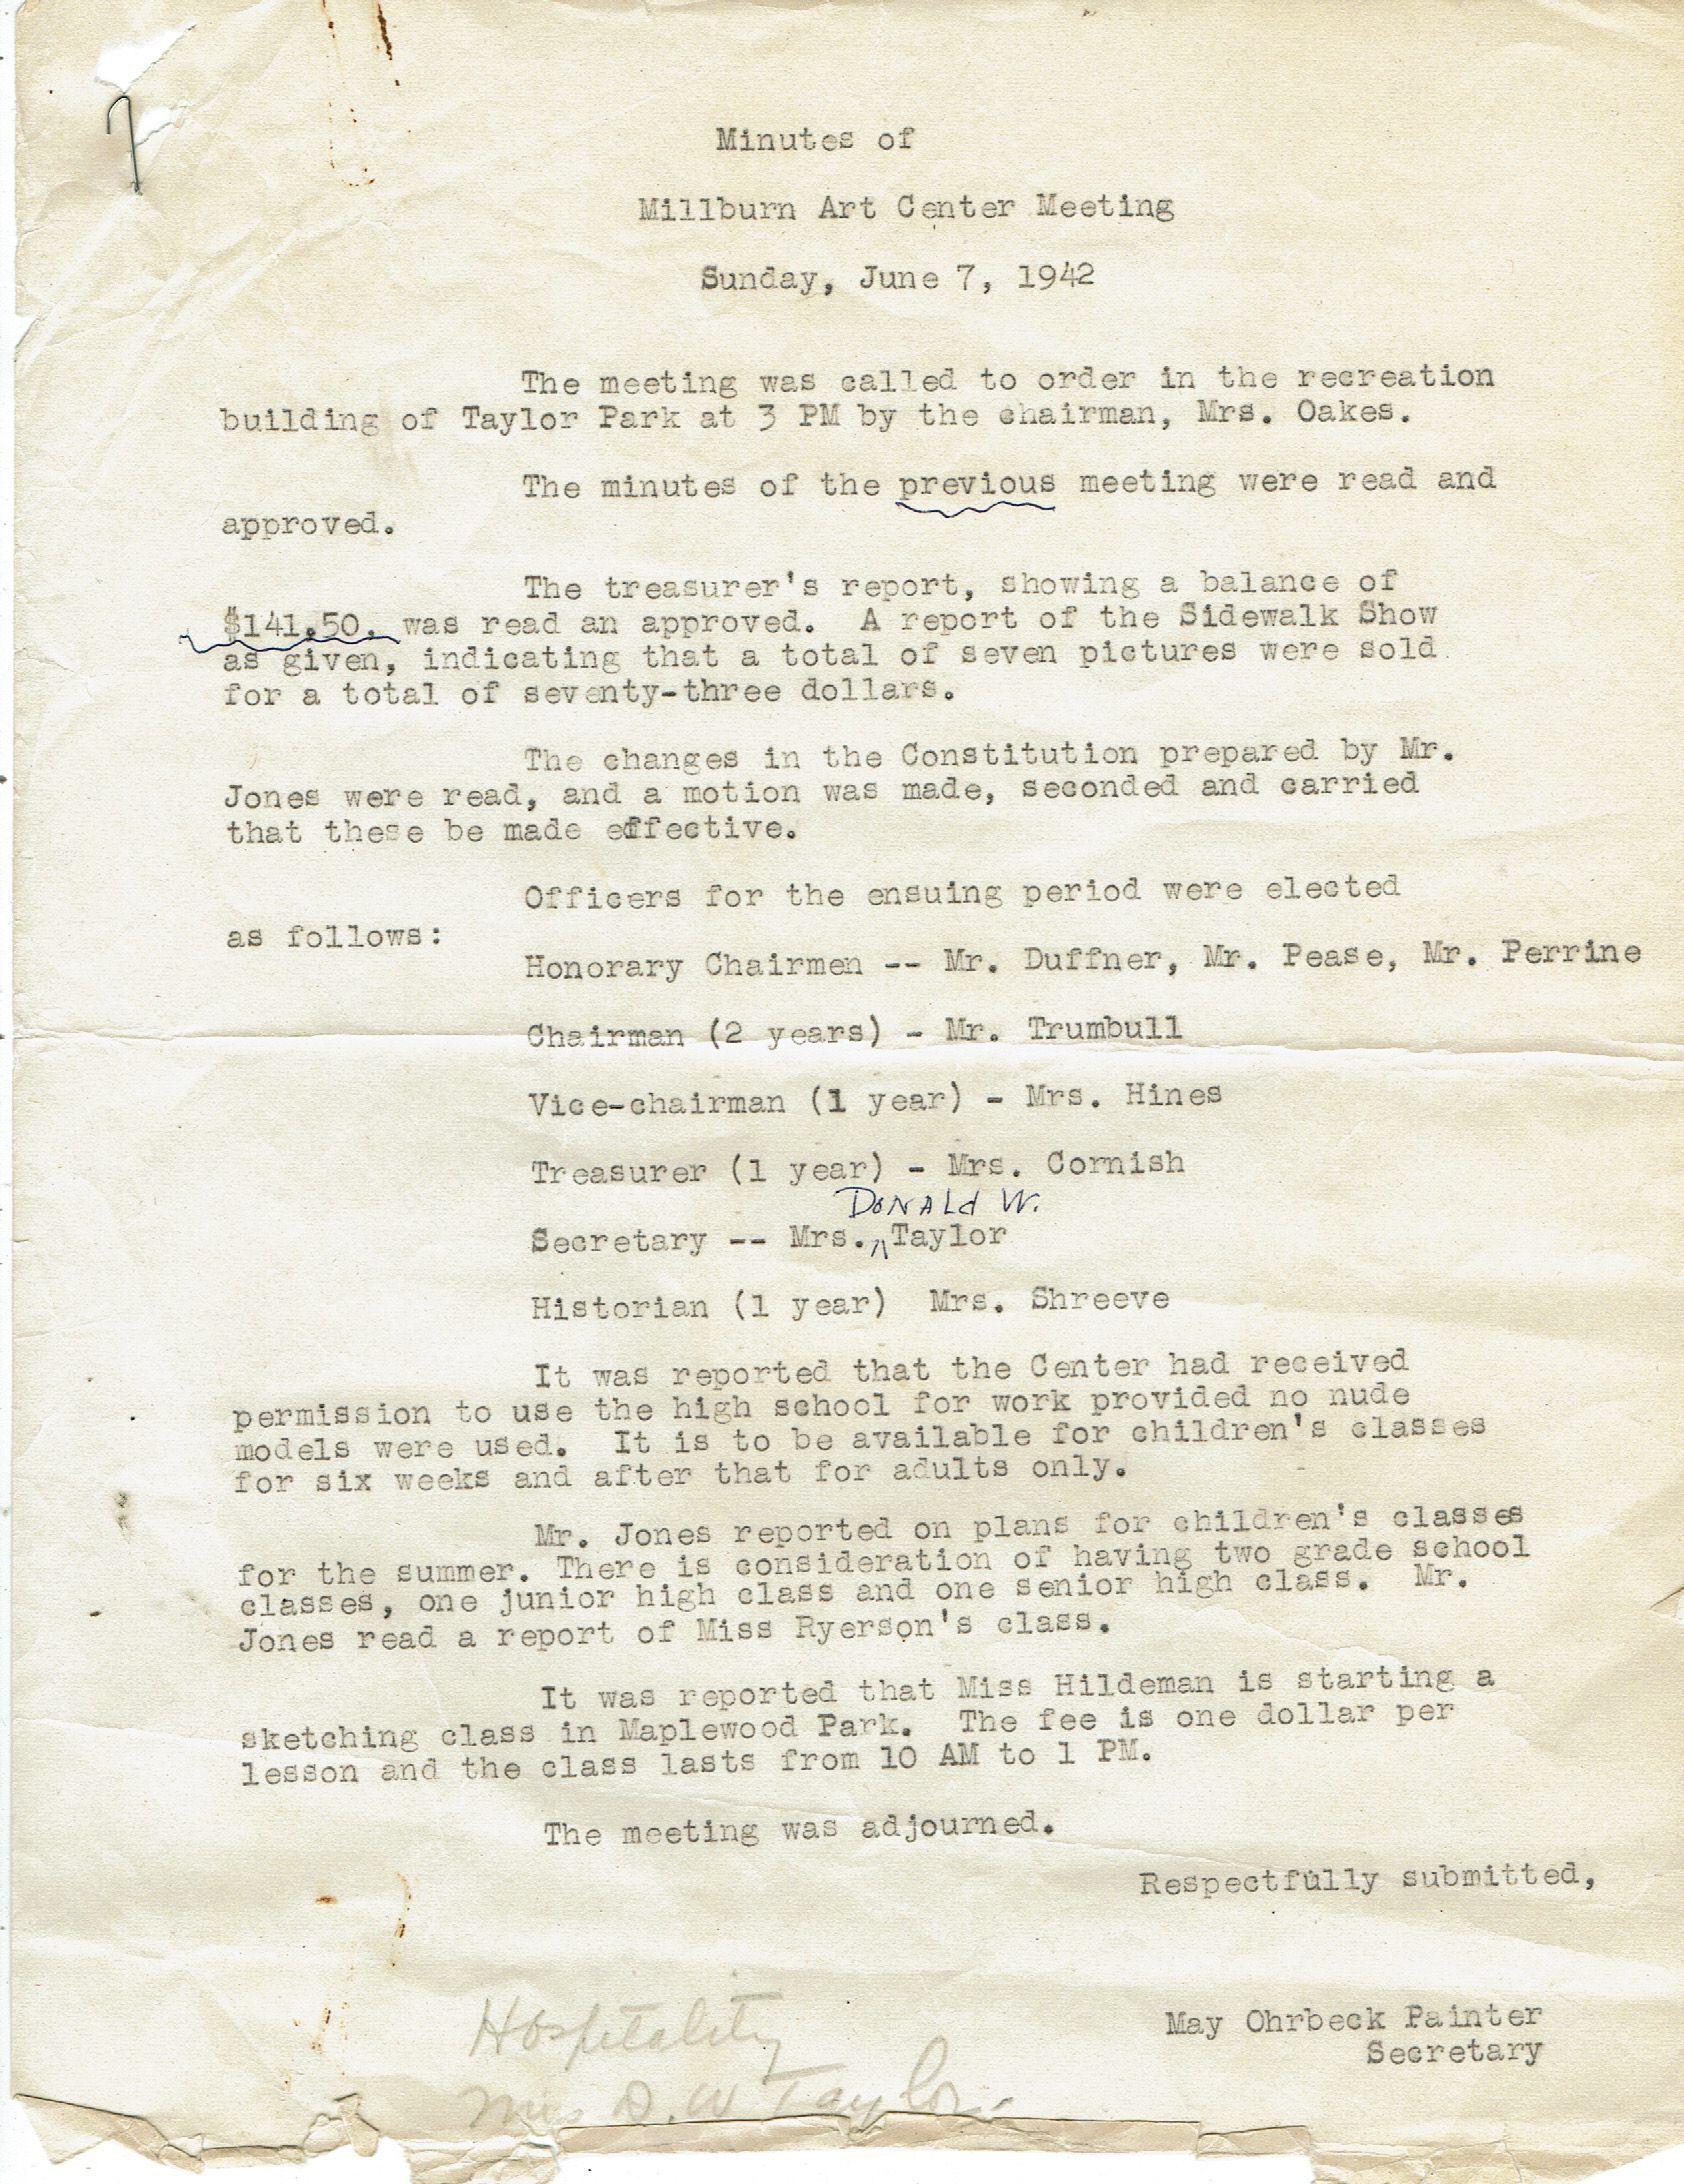 Minutes of
Millburn Art Center Meeting
Sunday, June 7, 1942
The meeting was called to order in the recreation
building of Taylor Park at 3 PM by the chairman, Mrs. Oakes.
The minutes of the previous meeting were read and
approved.
The treasurer's report, showing a balance of
$141.50. was read an approved. A report of the Sidewalk Show
as given, indicating that a total of seven pictures were sold
for a total of seventy-three dollars.
The changes in the Constitution prepared by Mr.
Jones were read, and a motion was made, seconded and carried
that these be made effective.
Officers for the ensuing period were elected
as follows:
Honorary Chairmen -- Mr. Duffner, Mr. Pease, Mr. Perrine
Chairman (2 years) - Mr. Trumbull
Vice-chairman (1 year) - Mrs. Hines
Treasurer (1 year) - Mrs. Cornish
Donald W.
Secretary -- Mrs. Taylor
Historian (1 year) Mrs. Shreeve
It was reported that the Center had received
permission to use the high school for work provided no nude
models were used. It is to be available for children's classes
for six weeks and after that for adults only.
Mr. Jones reported on plans for children's classes
for the summer. There is consideration of having two grade school
classes, one junior high class and one senior high class. Mr.
Jones read a report of Miss Ryerson's class.
It was reported that Miss Hildeman is starting a
sketching class in Maplewood Park. The fee is one dollar per
lesson and the class lasts from 10 AM to 1 PM.
The meeting was adjourned.
Respectfully submitted,
May Ohrbeck Painter
Secretary
Hospitality
Mrs D. W Taylor